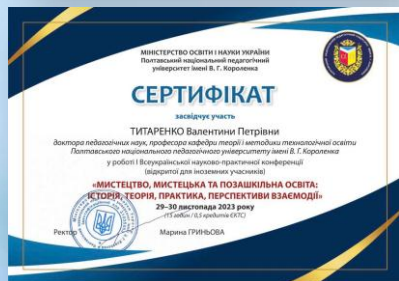 МІНІСТЕРСТВО ОСВІТИ І НАУКИ УКРАЇНИ
Полтавський національний педагогічний
університет імені В. Г. Короленка
СЕРТИФІКАТ
засвідчує участь
ТИТАРЕНКО Валентини Петрівни
доктора педагогічних наук, професора кафедри теорії і методики технологічної освіти
Полтавського національного педагогічного університету імені В. Г. Короленка
у роботі І Всеукраїнської науково-практичної конференції
(відкритої для іноземних учасників)
«МИСТЕЦТВО, МИСТЕЦЬКА ТА ПОЗАШКІЛЬНА ОСВІТА:
ІСТОРІЯ, ТЕОРІЯ, ПРАКТИКА, ПЕРСПЕКТИВИ ВЗАЄМОДІЇ»
29–30 листопада 2023 року
(15 годин / 0,5 кредитів ЄКТС)
Ректор Марина ГРИНЬОВА